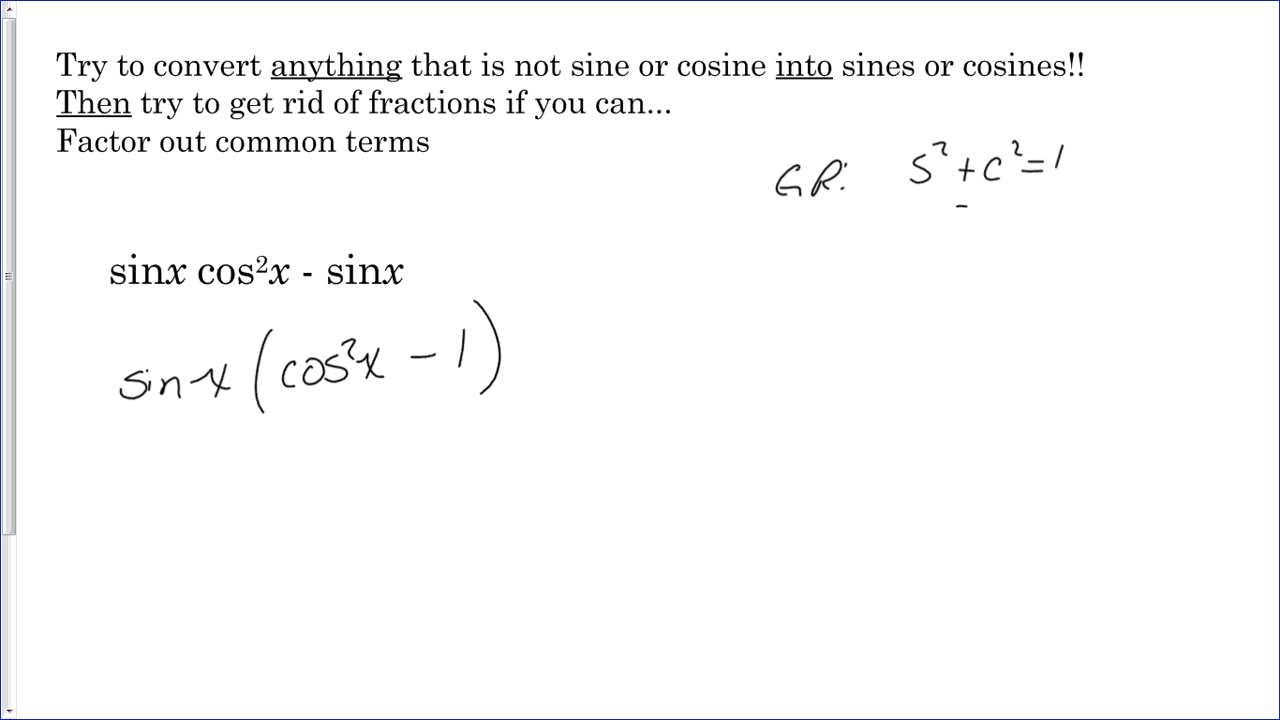 Try to convert anything that is not sine or cosine into sines or cosines!!
Then try to get rid of fractions if you can...
Factor out common terms
G.R: S² + C² = 1
sinx cos²x - sinx
sin x (cos²x - 1)